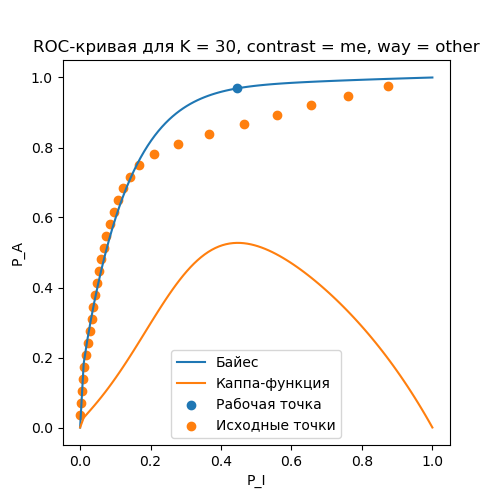 ROC-кривая для K = 30, contrast = me, way = other
P_A
1.0
0.8
0.6
0.4
0.2
0.0
Байес
Каппа-функция
Рабочая точка
Исходные точки
0.0 0.2 0.4 0.6 0.8 1.0
P_I